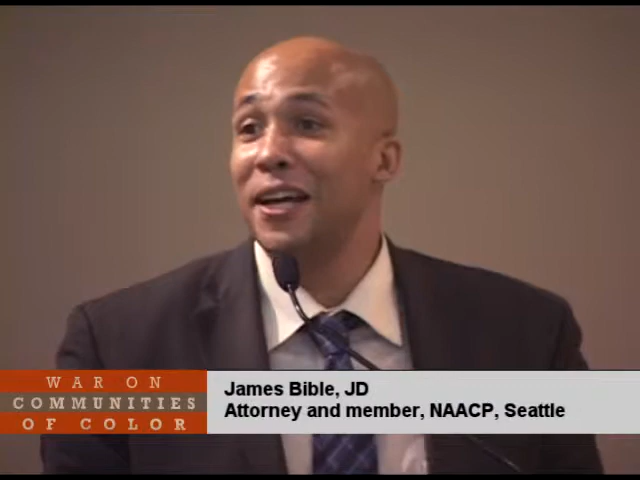 WAR ON
COMMUNITIES
OF COLOR
James Bible, JD
Attorney and member, NAACP, Seattle